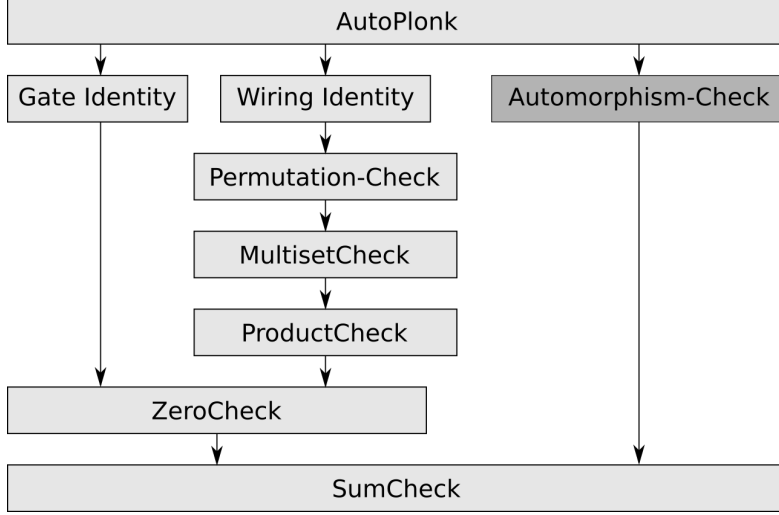 AutoPlonk
Gate Identity
Wiring Identity
Automorphism-Check
Permutation-Check
MultisetCheck
ProductCheck
ZeroCheck
SumCheck